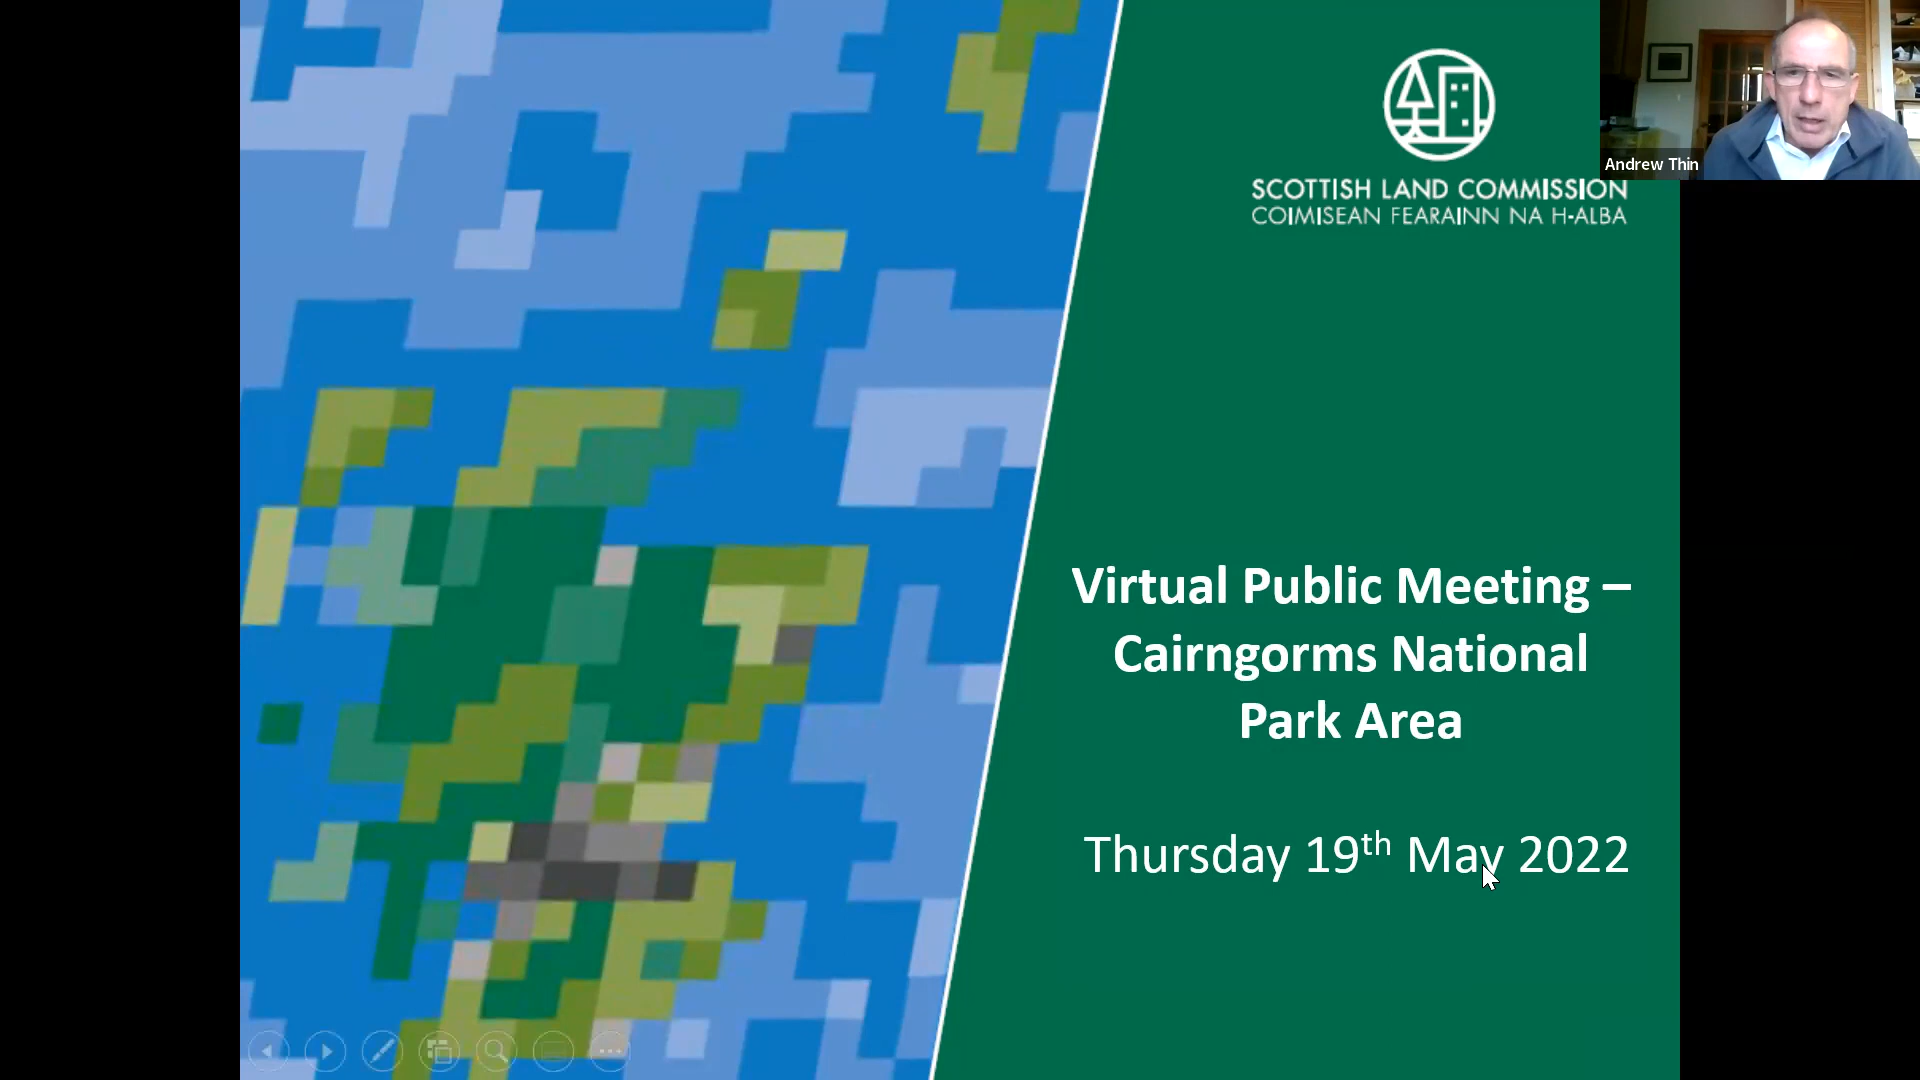 SCOTTISH LAND COMMISSION
COIMISEAN FEARAINN NA H-ALBA
Andrew Thin
Virtual Public Meeting –
Cairngorms National
Park Area
Thursday 19th May 2022